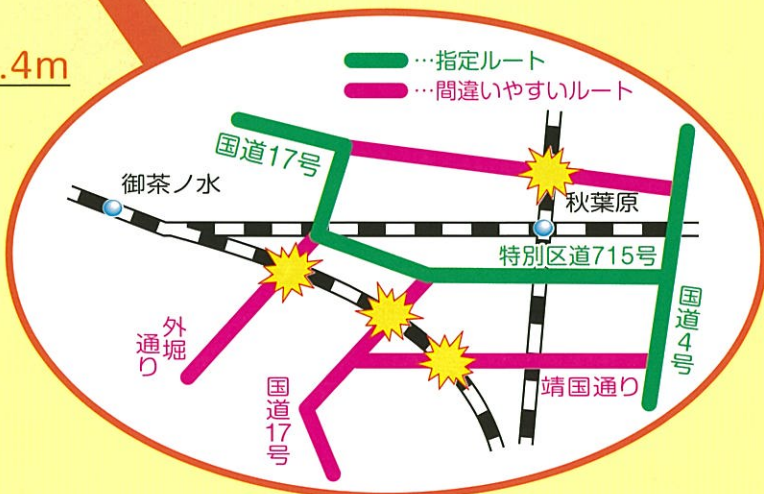 .4m
…指定ルート
…間違いやすいルート
国道17号
御茶ノ水
秋葉原
特別区道715号
外堀
通り
国道4号
靖国通り
国道17号